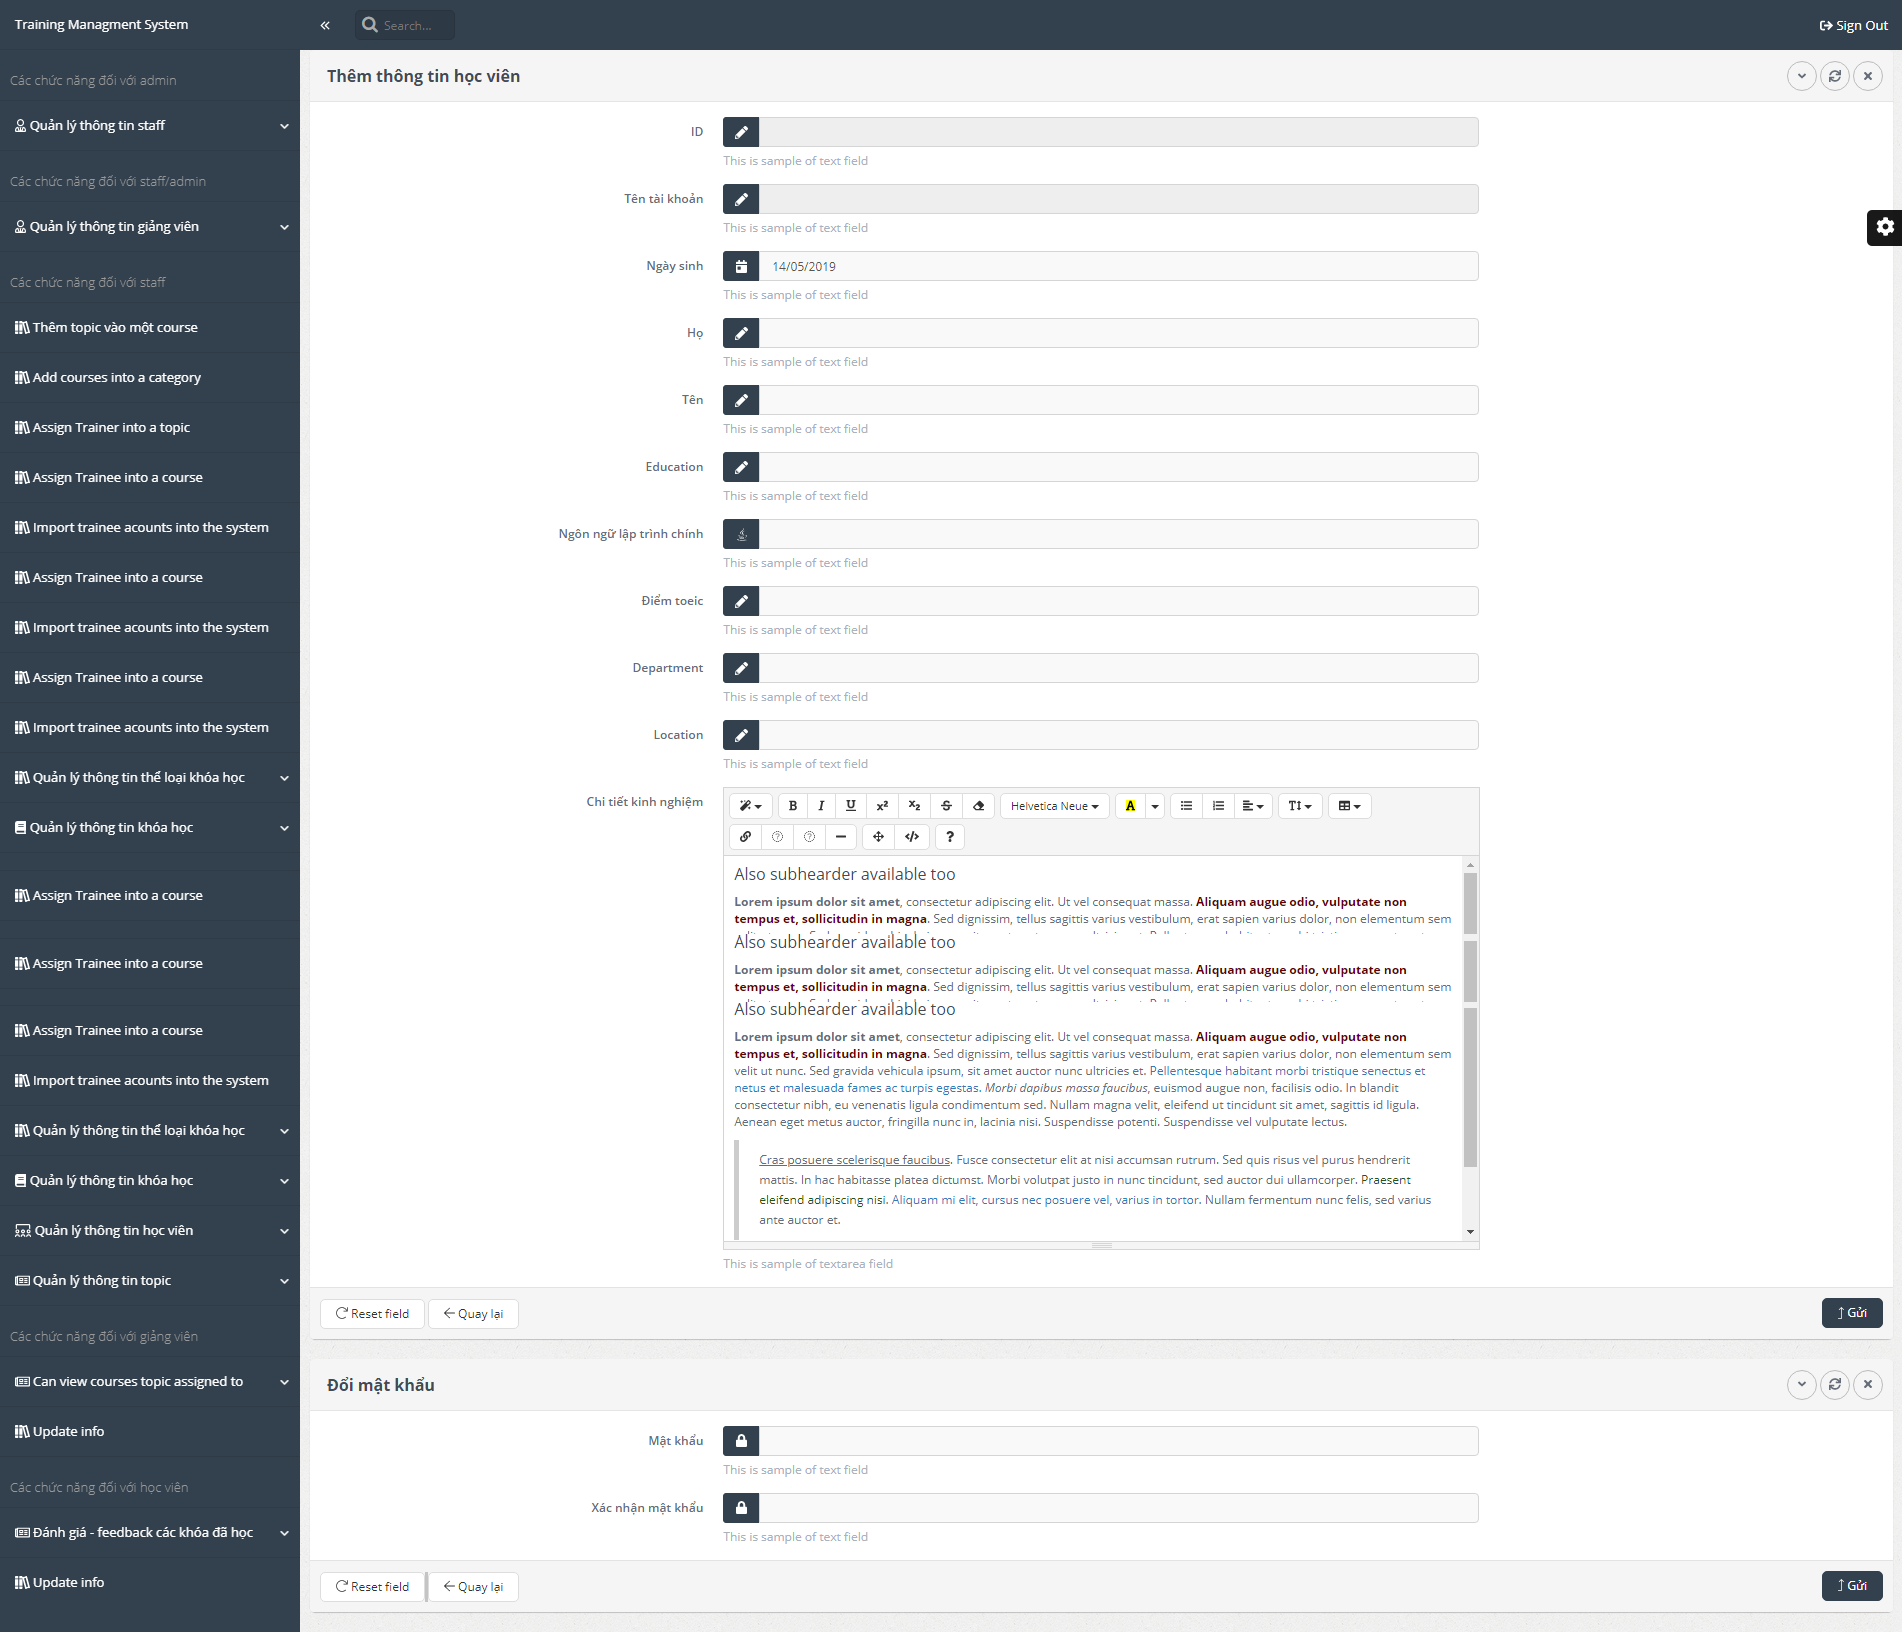 Training Managment System
Search...
Sign Out
Các chức năng đối với admin
Quản lý thông tin staff
Các chức năng đối với staff/admin
Quản lý thông tin giảng viên
Các chức năng đối với staff
Thêm topic vào một course
Add courses into a category
Assign Trainer into a topic
Assign Trainee into a course
Import trainee acounts into the system
Assign Trainee into a course
Import trainee acounts into the system
Assign Trainee into a course
Import trainee acounts into the system
Quản lý thông tin thể loại khóa học
Quản lý thông tin khóa học
Assign Trainee into a course
Assign Trainee into a course
Assign Trainee into a course
Import trainee acounts into the system
Quản lý thông tin thể loại khóa học
Quản lý thông tin khóa học
Quản lý thông tin học viên
Quản lý thông tin topic
Các chức năng đối với giảng viên
Can view courses topic assigned to
Update info
Các chức năng đối với học viên
Đánh giá - feedback các khóa đã học
Update info
Thêm thông tin học viên
ID
This is sample of text field
Tên tài khoản
This is sample of text field
Ngày sinh
14/05/2019
This is sample of text field
Họ
This is sample of text field
Tên
This is sample of text field
Education
This is sample of text field
Ngôn ngữ lập trình chính
This is sample of text field
Điểm toeic
This is sample of text field
Department
This is sample of text field
Location
This is sample of text field
Chi tiết kinh nghiệm
B I U x² x₂ S Helvetica Neue A T
?
Also subhearder available too
Lorem ipsum dolor sit amet, consectetur adipiscing elit. Ut vel consequat massa. Aliquam augue odio, vulputate non
tempus et, sollicitudin in magna. Sed dignissim, tellus sagittis varius vestibulum, erat sapien varius dolor, non elementum sem
Also subhearder available too
Lorem ipsum dolor sit amet, consectetur adipiscing elit. Ut vel consequat massa. Aliquam augue odio, vulputate non
tempus et, sollicitudin in magna. Sed dignissim, tellus sagittis varius vestibulum, erat sapien varius dolor, non elementum sem
Also subhearder available too
Lorem ipsum dolor sit amet, consectetur adipiscing elit. Ut vel consequat massa. Aliquam augue odio, vulputate non
tempus et, sollicitudin in magna. Sed dignissim, tellus sagittis varius vestibulum, erat sapien varius dolor, non elementum sem
velit ut nunc. Sed gravida vehicula ipsum, sit amet auctor nunc ultricies et. Pellentesque habitant morbi tristique senectus et
netus et malesuada fames ac turpis egestas. Morbi dapibus massa faucibus, euismod augue non, facilisis odio. In blandit
consectetur nibh, eu venenatis ligula condimentum sed. Nullam magna velit, eleifend ut tincidunt sit amet, sagittis id ligula.
Aenean eget metus auctor, fringilla nunc in, lacinia nisi. Suspendisse potenti. Suspendisse vel vulputate lectus.
Cras posuere scelerisque faucibus. Fusce consectetur elit at nisi accumsan rutrum. Sed quis risus vel purus hendrerit
mattis. In hac habitasse platea dictumst. Morbi volutpat justo in nunc tincidunt, sed auctor dui ullamcorper. Praesent
eleifend adipiscing nisi. Aliquam mi elit, cursus nec posuere vel, varius in tortor. Nullam fermentum nunc felis, sed varius
ante auctor et.
This is sample of textarea field
Reset field
Quay lại
Gửi
Đổi mật khẩu
Mật khẩu
This is sample of text field
Xác nhận mật khẩu
This is sample of text field
Reset field
Quay lại
Gửi